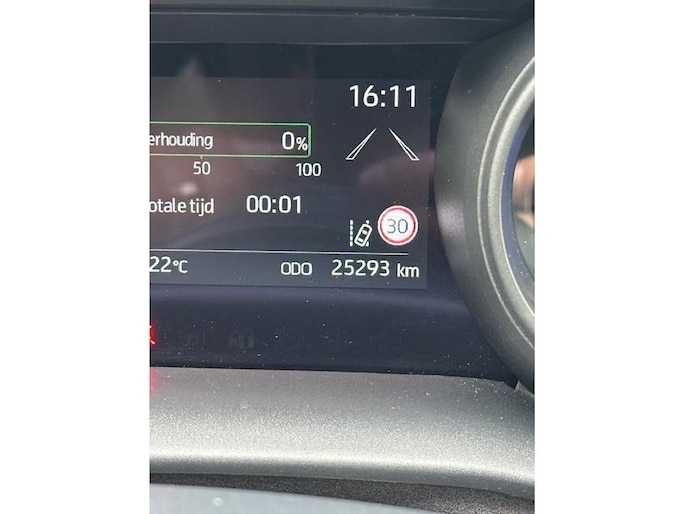 16:11
erhouding 0%
50 100
otale tijd 00:01
30
22°C ODO 25293 km